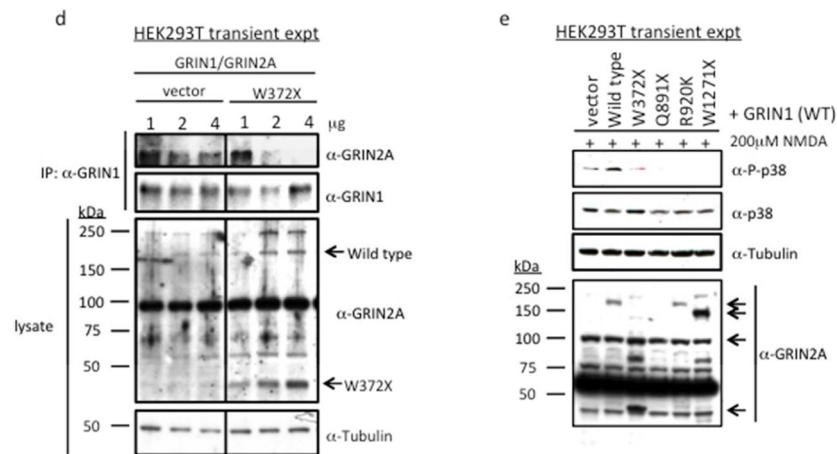 d
HEK293T transient expt
GRIN1/GRIN2A
vector W372X
1 2 4 1 2 4 μg
IP: α-GRIN1
α-GRIN2A
α-GRIN1
kDa
250
150
100
75
50
50
lysate
Wild type
α-GRIN2A
W372X
α-Tubulin
e
HEK293T transient expt
vector
Wild type
W372X
Q891X
R920K
W1271X
+ GRIN1 (WT)
+ + + + + + 200μM NMDA
α-P-p38
α-p38
α-Tubulin
kDa
250
150
100
75
50
α-GRIN2A